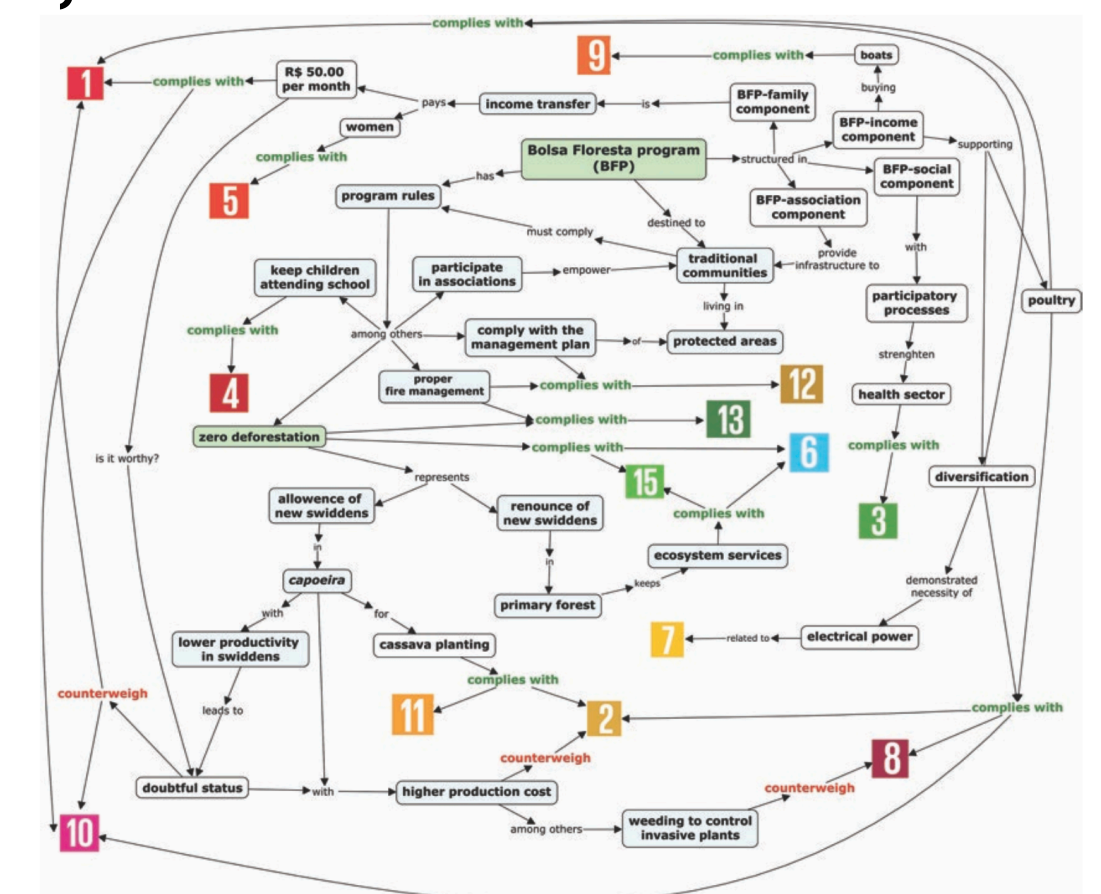 complies with
1
complies with
R$ 50.00
per month
9
complies with
boats
buying
pays
income transfer
is
BFP-family
component
BFP-income
component
supporting
women
complies with
5
Bolsa Floresta program
(BFP)
structured in
BFP-social
component
has
program rules
BFP-association
component
destined to
must comply
provide
infrastructure to
with
keep children
attending school
participate
in associations
empower
traditional
communities
living in
participatory
processes
poultry
complies with
among others
comply with the
management plan
of
protected areas
strenghten
4
proper
fire management
complies with
12
health sector
zero deforestation
complies with
13
is it worthy?
complies with
6
complies with
represents
15
diversification
allowence of
new swiddens
renounce of
new swiddens
complies with
3
in
in
ecosystem services
capoeira
keeps
demonstrated
necessity of
with
for
primary forest
lower productivity
in swiddens
cassava planting
7
related to
electrical power
counterweigh
complies with
leads to
11
2
complies with
counterweigh
8
doubtful status
with
higher production cost
counterweigh
10
among others
weeding to control
invasive plants